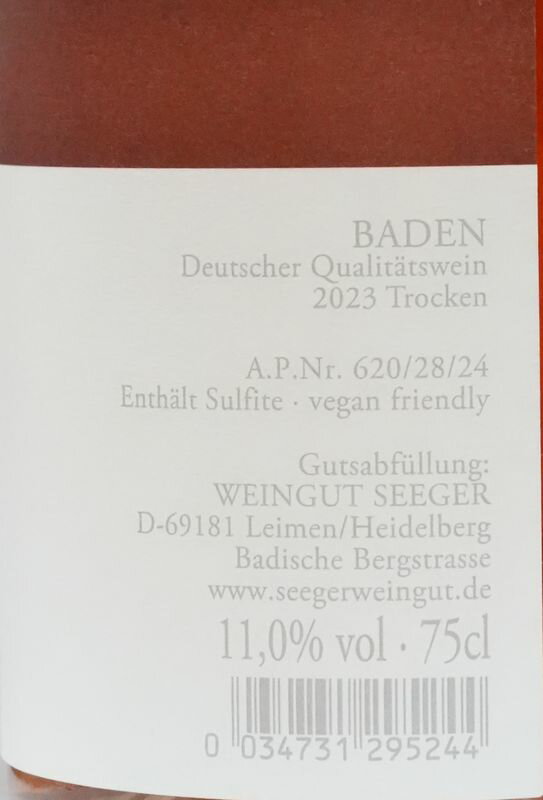 BADEN
Deutscher Qualitätswein
2023 Trocken
A.P.Nr. 620/28/24
Enthält Sulfite · vegan friendly
Gutsabfüllung:
WEINGUT SEEGER
D-69181 Leimen/Heidelberg
Badische Bergstrasse
www.seegerweingut.de
11,0% vol · 75cl
0 034731 295244